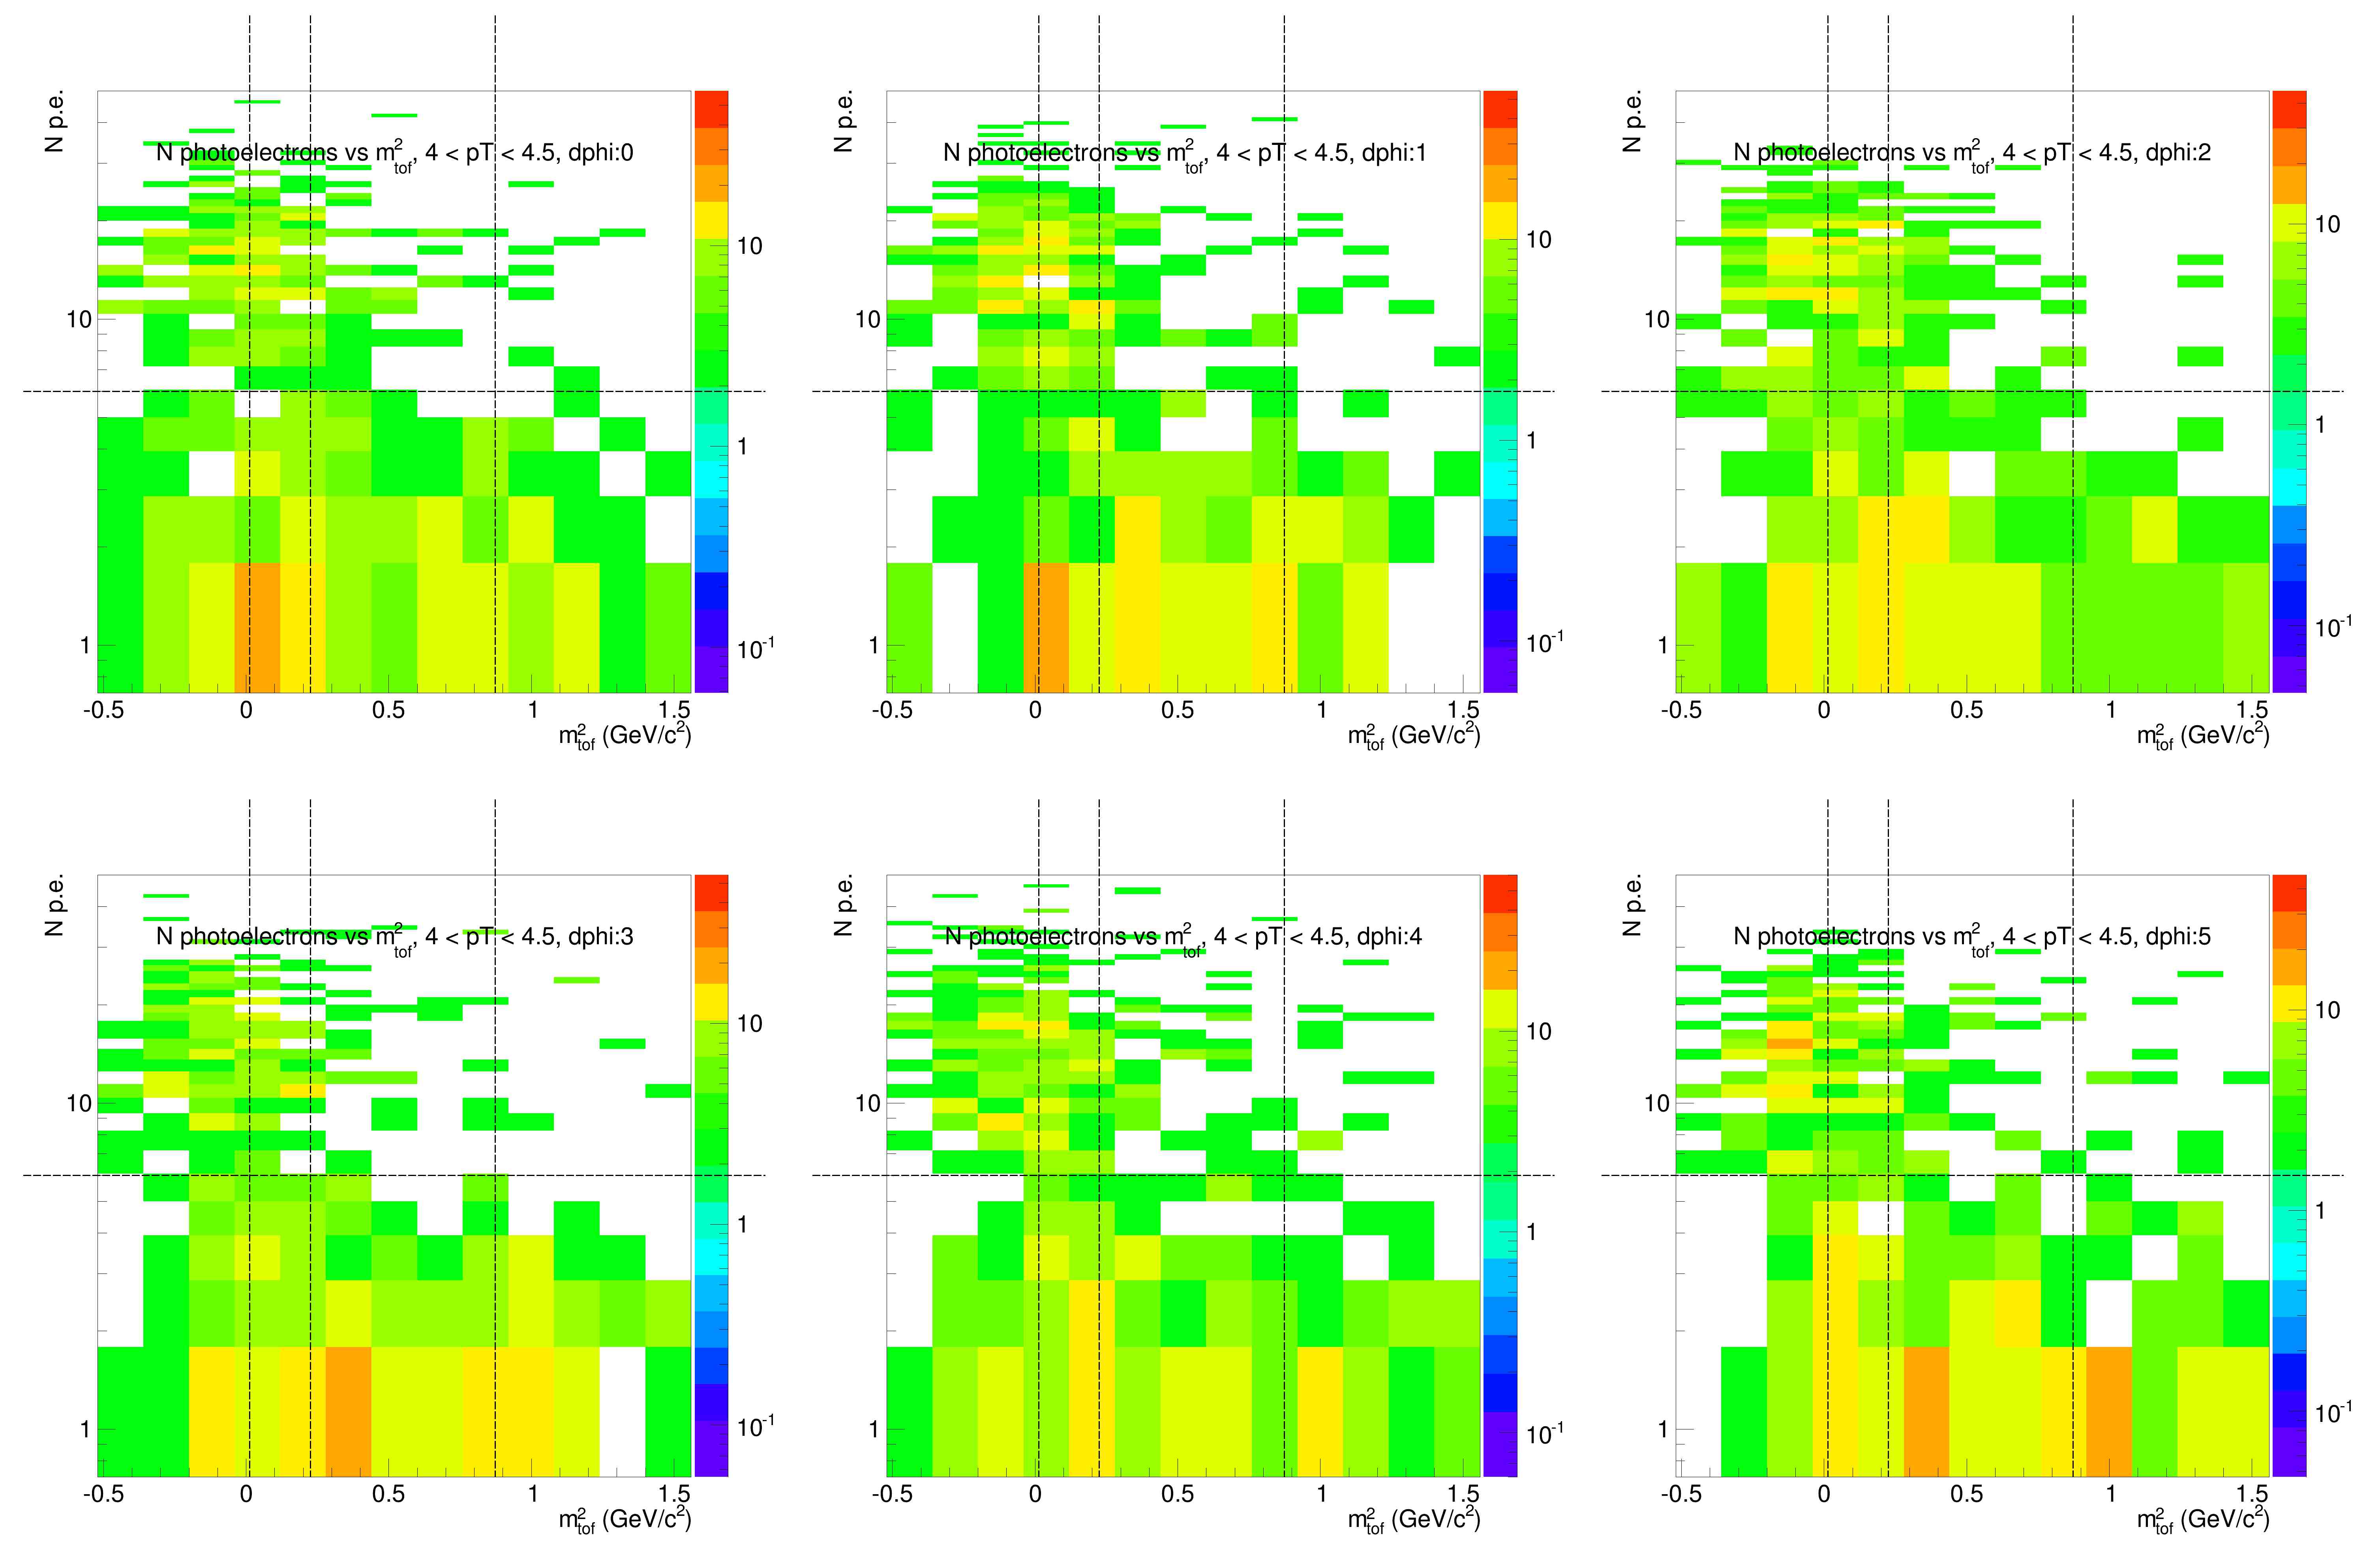 N p.e.
N photoelectrons vs m²tof, 4 < pT < 4.5, dphi:0
10
1
10
1
10⁻¹
-0.5 0 0.5 1 1.5
m²tof (GeV/c²)
N p.e.
N photoelectrons vs m²tof, 4 < pT < 4.5, dphi:1
10
1
10
1
10⁻¹
-0.5 0 0.5 1 1.5
m²tof (GeV/c²)
N p.e.
N photoelectrons vs m²tof, 4 < pT < 4.5, dphi:2
10
1
10
1
10⁻¹
-0.5 0 0.5 1 1.5
m²tof (GeV/c²)
N p.e.
N photoelectrons vs m²tof, 4 < pT < 4.5, dphi:3
10
1
10
1
10⁻¹
-0.5 0 0.5 1 1.5
m²tof (GeV/c²)
N p.e.
N photoelectrons vs m²tof, 4 < pT < 4.5, dphi:4
10
1
10
1
10⁻¹
-0.5 0 0.5 1 1.5
m²tof (GeV/c²)
N p.e.
N photoelectrons vs m²tof, 4 < pT < 4.5, dphi:5
10
1
10
1
10⁻¹
-0.5 0 0.5 1 1.5
m²tof (GeV/c²)